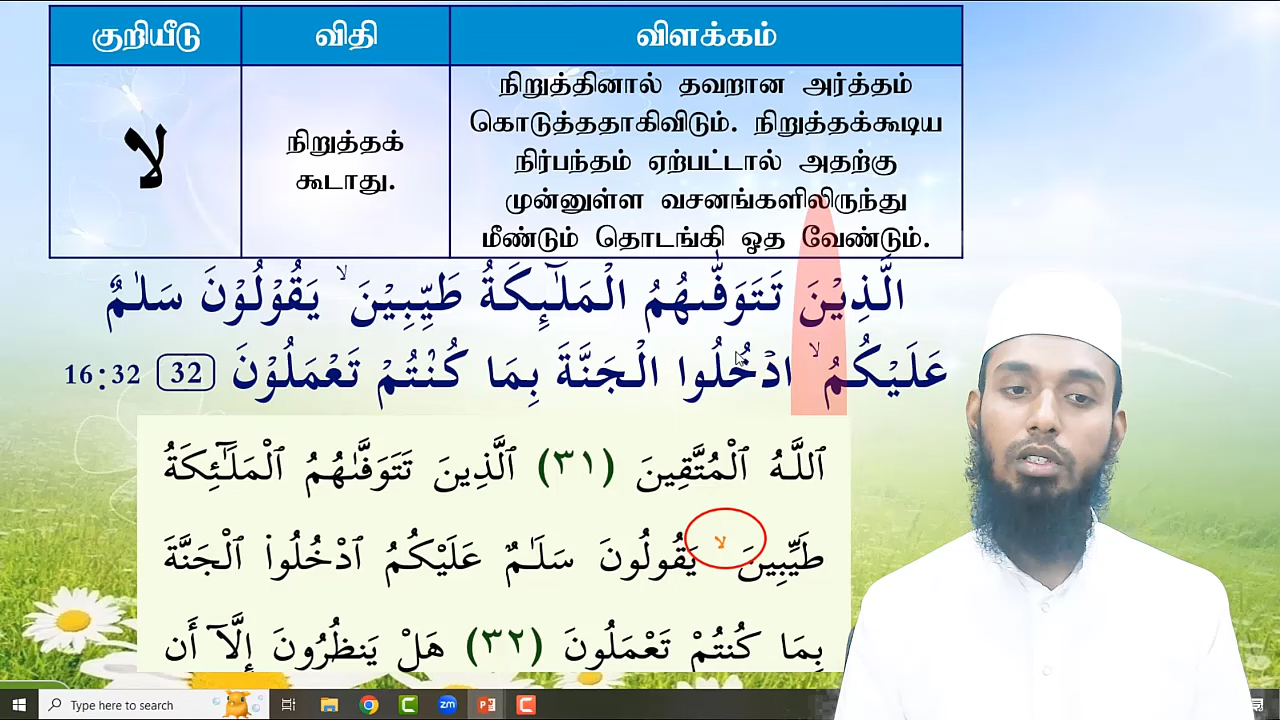 குறியீடு விதி விளக்கம்
لا
நிறுத்தக்
கூடாது.
நிறுத்தினால் தவறான அர்த்தம்
கொடுத்ததாகிவிடும். நிறுத்தக்கூடிய
நிர்பந்தம் ஏற்பட்டால் அதற்கு
முன்னுள்ள வசனங்களிலிருந்து
மீண்டும் தொடங்கி ஓத வேண்டும்.
الَّذِيْنَ تَتَوَفّٰٮهُمُ الْمَلٰۤٮِٕكَةُ طَيِّبِيْنَ ۙ يَقُوْلُوْنَ سَلٰمٌ
عَلَيْكُمُ ۙ ادْخُلُوا الْجَنَّةَ بِمَا كُنْتُمْ تَعْمَلُوْنَ 32 16:32
ٱللَّهُ ٱلْمُتَّقِينَ (٣١) ٱلَّذِينَ تَتَوَفَّىٰهُمُ ٱلْمَلَـٰٓئِكَةُ
طَيِّبِينَ ۙ يَقُولُونَ سَلَـٰمٌ عَلَيْكُمُ ٱدْخُلُوا۟ ٱلْجَنَّةَ
بِمَا كُنتُمْ تَعْمَلُونَ (٣٢) هَلْ يَنظُرُونَ إِلَّآ أَن
Type here to search
zm